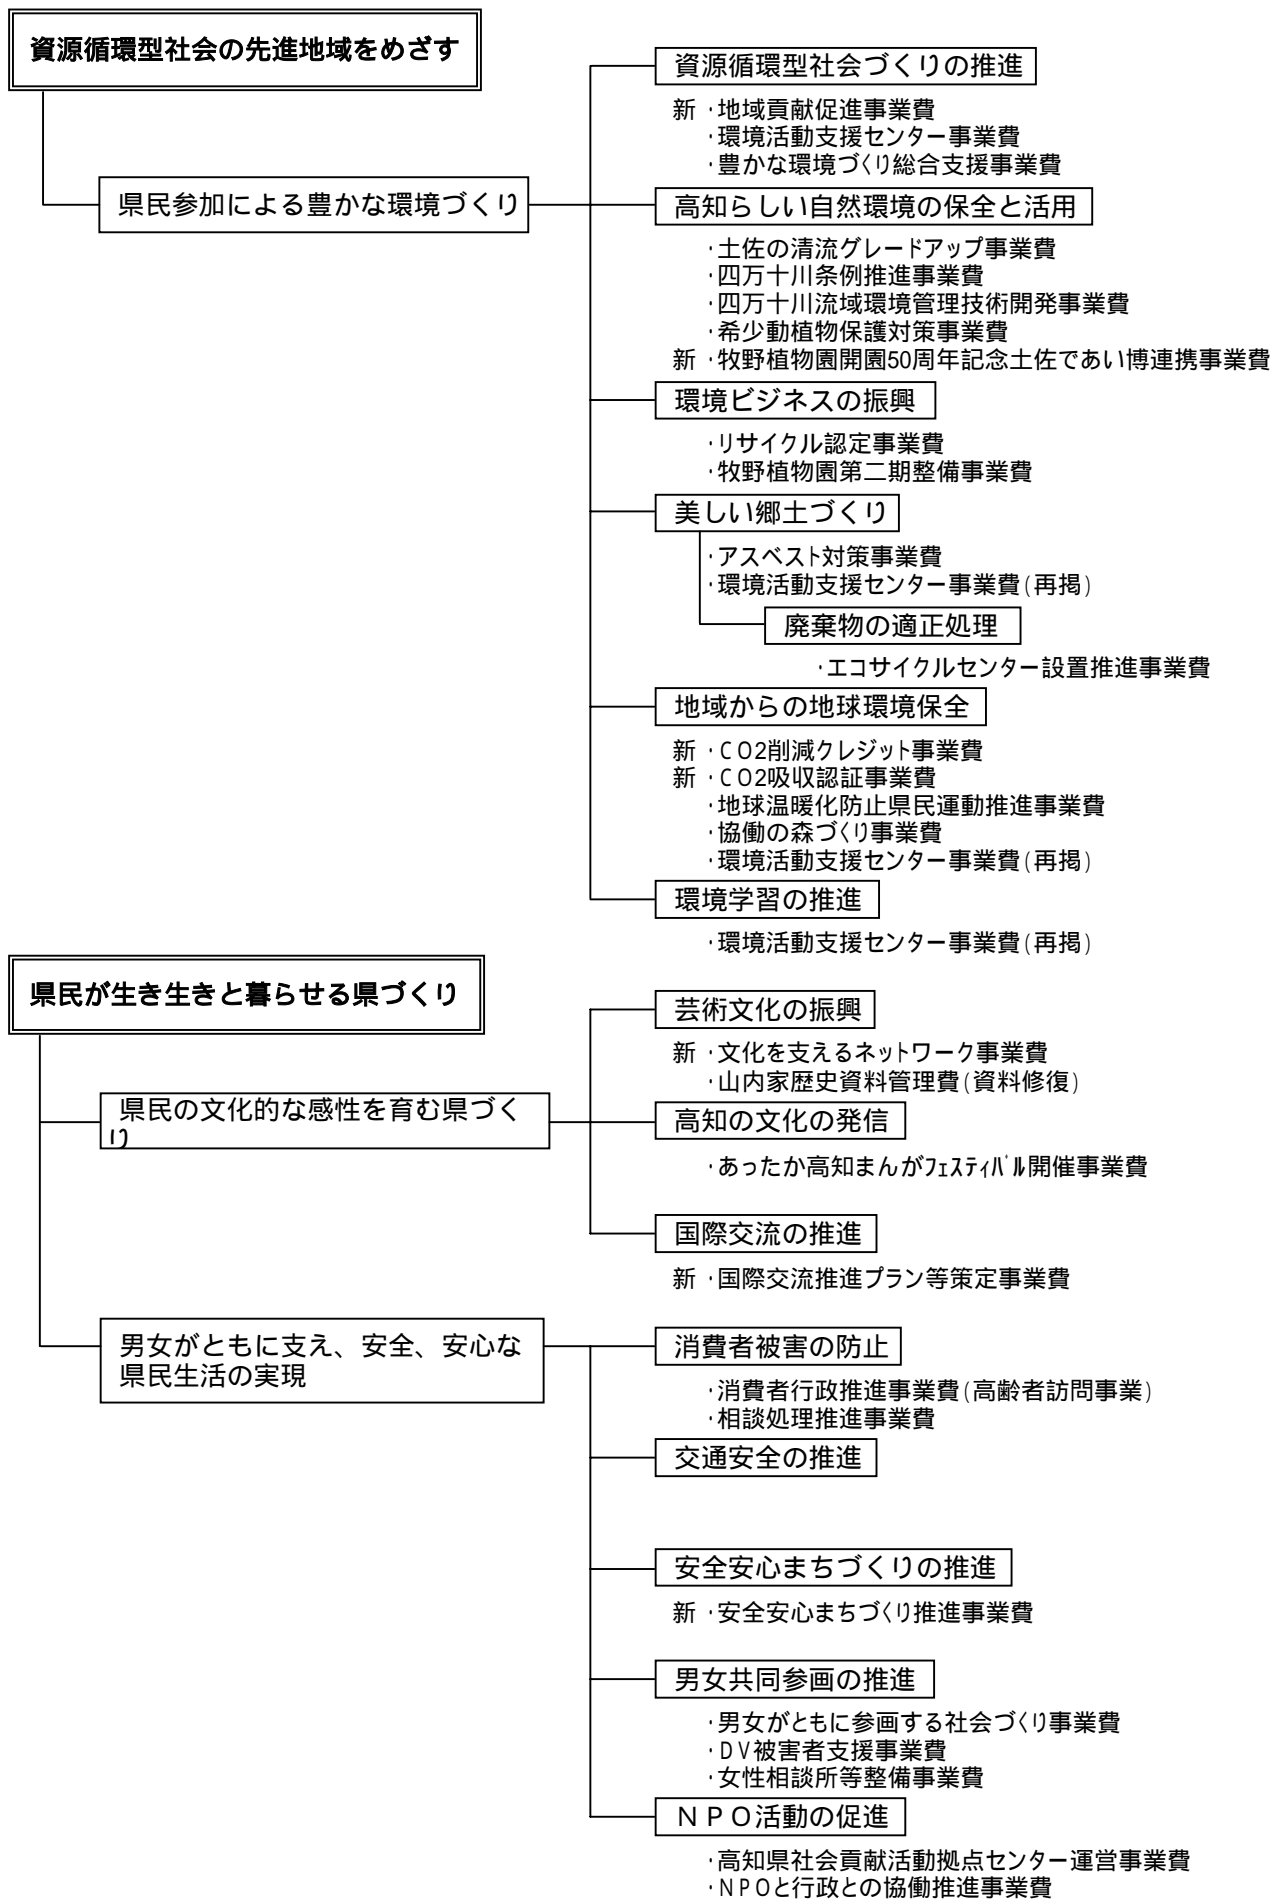 資源循環型社会の先進地域をめざす
資源循環型社会づくりの推進
新 ・地域貢献促進事業費
・環境活動支援センター事業費
・豊かな環境づくり総合支援事業費
県民参加による豊かな環境づくり
高知らしい自然環境の保全と活用
・土佐の清流グレードアップ事業費
・四万十川条例推進事業費
・四万十川流域環境管理技術開発事業費
・希少動植物保護対策事業費
新 ・牧野植物園開園50周年記念土佐であい博連携事業費
環境ビジネスの振興
・リサイクル認定事業費
・牧野植物園第二期整備事業費
美しい郷土づくり
・アスベスト対策事業費
・環境活動支援センター事業費(再掲)
廃棄物の適正処理
・エコサイクルセンター設置推進事業費
地域からの地球環境保全
新 ・CO2削減クレジット事業費
新 ・CO2吸収認証事業費
・地球温暖化防止県民運動推進事業費
・協働の森づくり事業費
・環境活動支援センター事業費(再掲)
環境学習の推進
・環境活動支援センター事業費(再掲)
県民が生き生きと暮らせる県づくり
芸術文化の振興
新 ・文化を支えるネットワーク事業費
・山内家歴史資料管理費(資料修復)
県民の文化的な感性を育む県づく
り
高知の文化の発信
・あったか高知まんがフェスティバル開催事業費
国際交流の推進
新 ・国際交流推進プラン等策定事業費
男女がともに支え、安全、安心な
県民生活の実現
消費者被害の防止
・消費者行政推進事業費(高齢者訪問事業)
・相談処理推進事業費
交通安全の推進
安全安心まちづくりの推進
新 ・安全安心まちづくり推進事業費
男女共同参画の推進
・男女がともに参画する社会づくり事業費
・DV被害者支援事業費
・女性相談所等整備事業費
NPO活動の促進
・高知県社会貢献活動拠点センター運営事業費
・NPOと行政との協働推進事業費